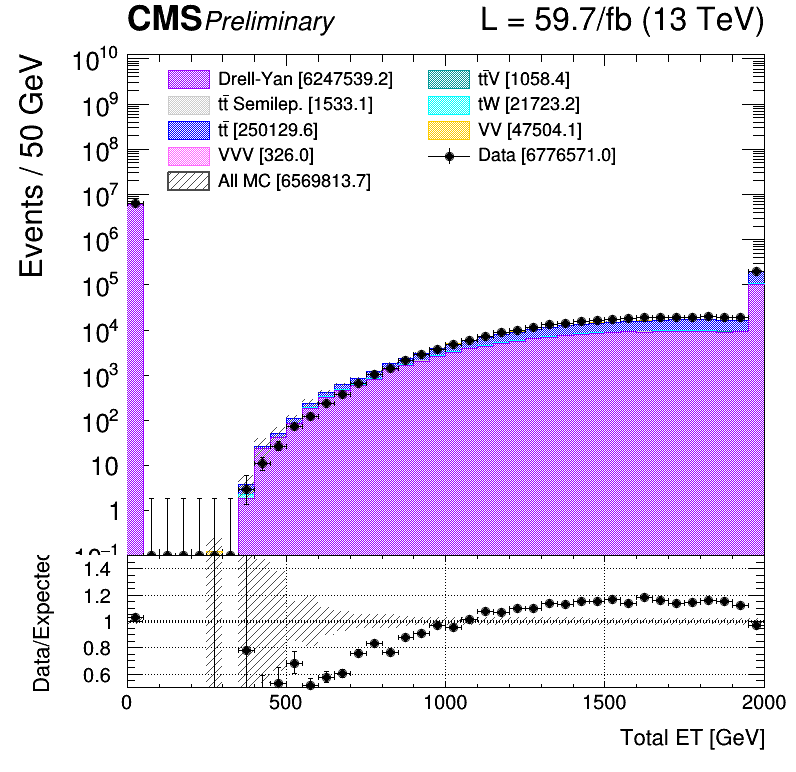 CMS Preliminary L = 59.7/fb (13 TeV)
Events / 50 GeV
10^10
10^9
10^8
10^7
10^6
10^5
10^4
10^3
10^2
10
1
10^-1
Drell-Yan [6247539.2]
tt̄ Semilep. [1533.1]
tt̄ [250129.6]
VVV [326.0]
All MC [6569813.7]
tt̄V [1058.4]
tW [21723.2]
VV [47504.1]
Data [6776571.0]
Data/Expected
1.4
1.2
1
0.8
0.6
0 500 1000 1500 2000
Total ET [GeV]